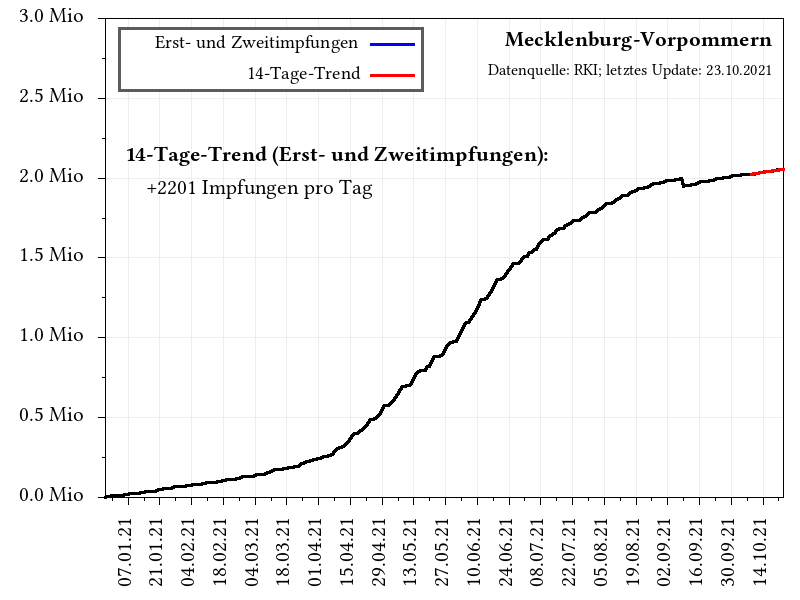 3.0 Mio
2.5 Mio
2.0 Mio
1.5 Mio
1.0 Mio
0.5 Mio
0.0 Mio
Erst- und Zweitimpfungen
14-Tage-Trend
Mecklenburg-Vorpommern
Datenquelle: RKI; letztes Update: 23.10.2021
14-Tage-Trend (Erst- und Zweitimpfungen):
+2201 Impfungen pro Tag
07.01.21
21.01.21
04.02.21
18.02.21
04.03.21
18.03.21
01.04.21
15.04.21
29.04.21
13.05.21
27.05.21
10.06.21
24.06.21
08.07.21
22.07.21
05.08.21
19.08.21
02.09.21
16.09.21
30.09.21
14.10.21